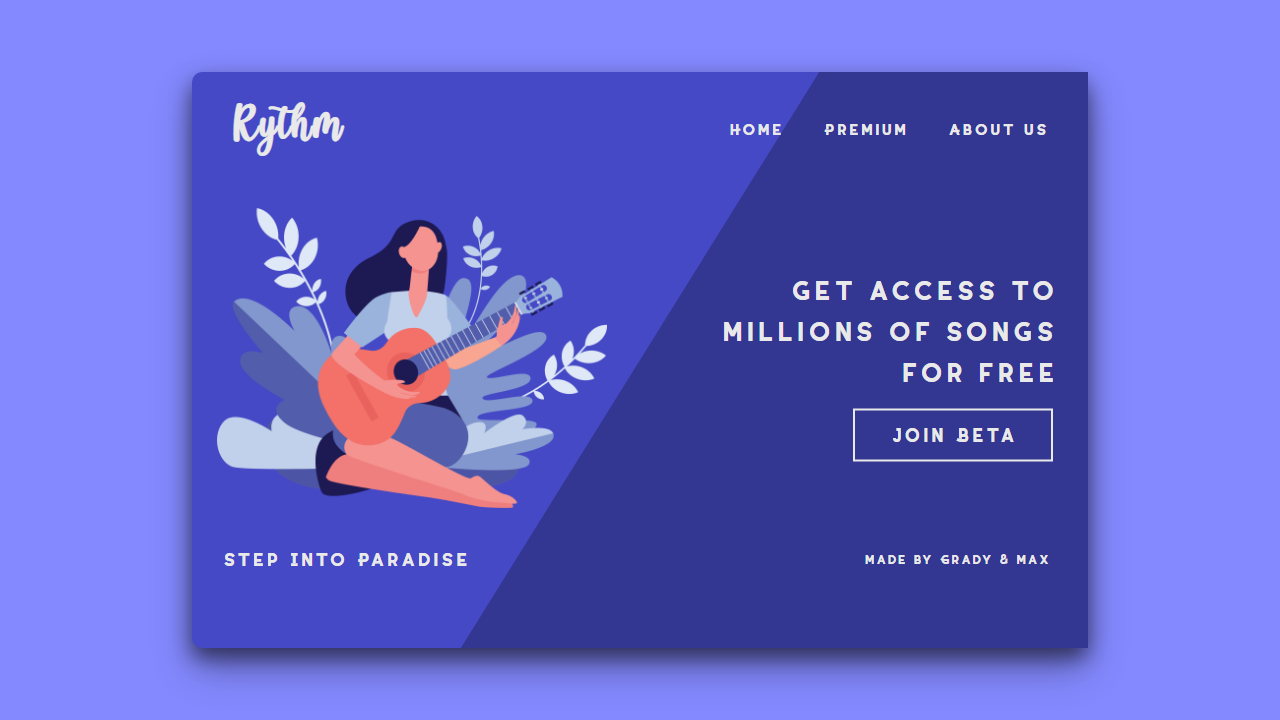 Rythm
HOME PREMIUM ABOUT US
GET ACCESS TO
MILLIONS OF SONGS
FOR FREE
JOIN BETA
STEP INTO PARADISE
MADE BY GRADY & MAX